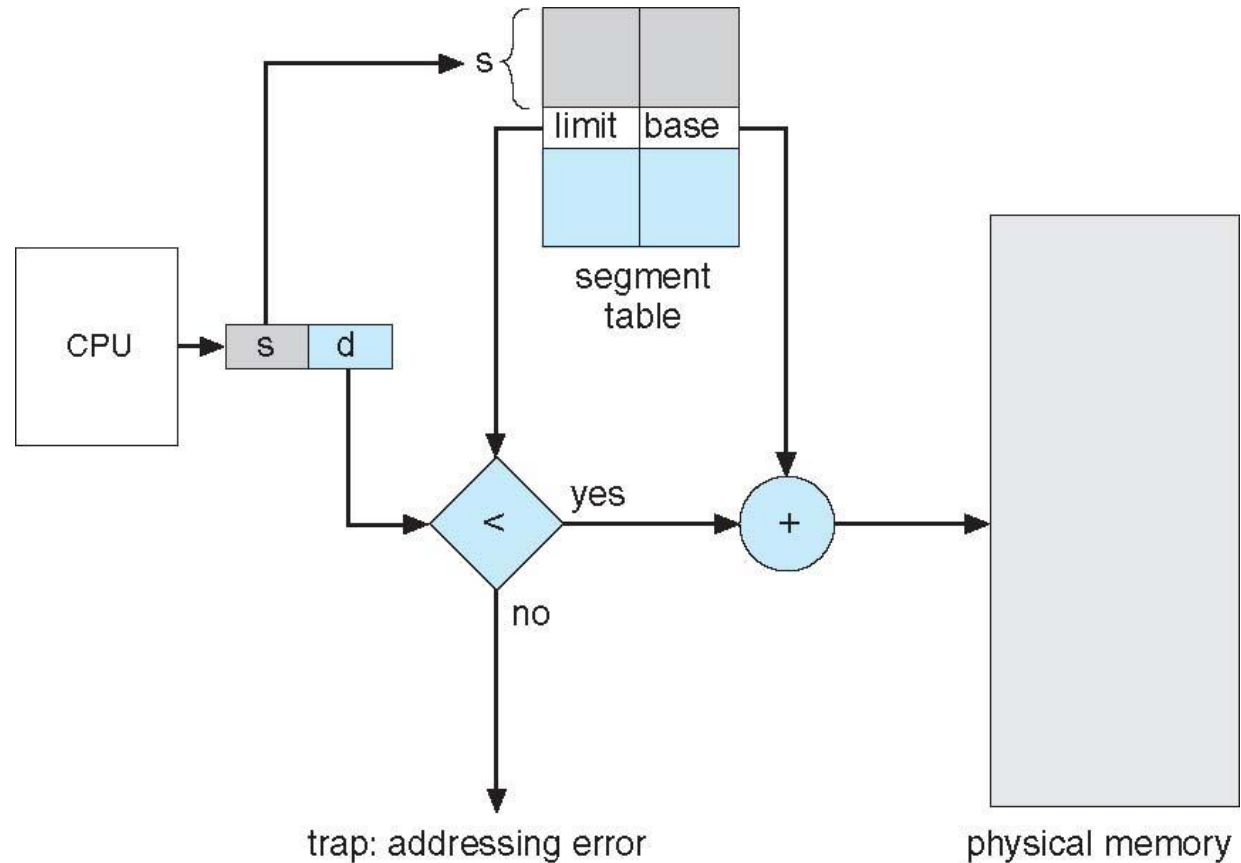 s
limit base
segment
table
CPU
s d
< yes +
no
trap: addressing error
physical memory